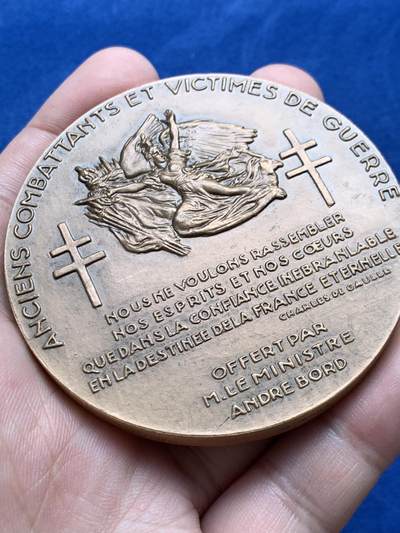 ANCIENS COMBATTANTS ET VICTIMES DE GUERRE
NOUS NE VOULONS RASSEMBLER
NOS ESPRITS ET NOS CŒURS
QUE DANS LA CONFIANCE INEBRANLABLE
EN LA DESTINEE DE LA FRANCE ETERNELLE
CHARLES DE GAULLE
OFFERT PAR
M. LE MINISTRE
ANDRE BORD